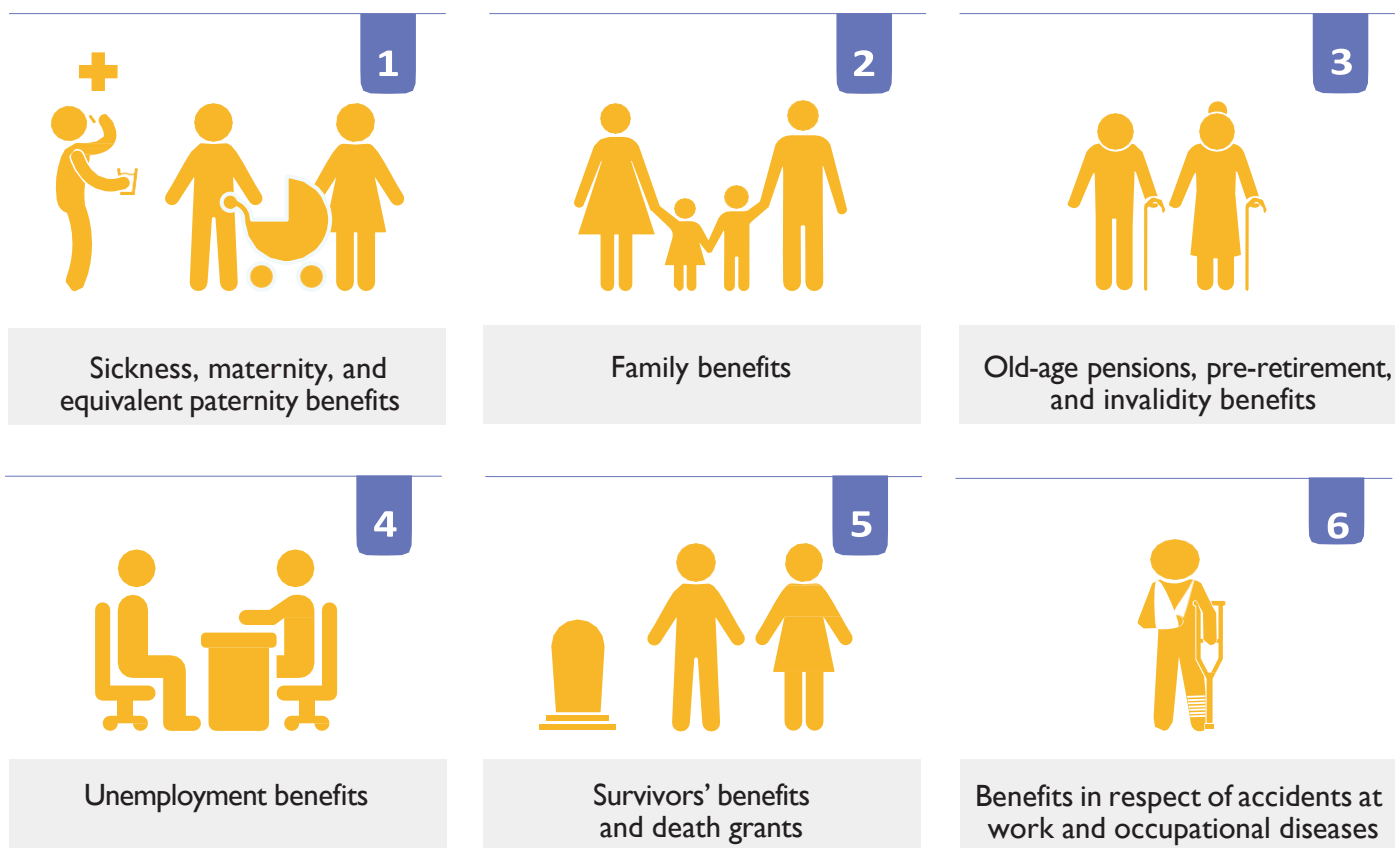 1
Sickness, maternity, and
equivalent paternity benefits
2
Family benefits
3
Old-age pensions, pre-retirement,
and invalidity benefits
4
Unemployment benefits
5
Survivors’ benefits
and death grants
6
Benefits in respect of accidents at
work and occupational diseases